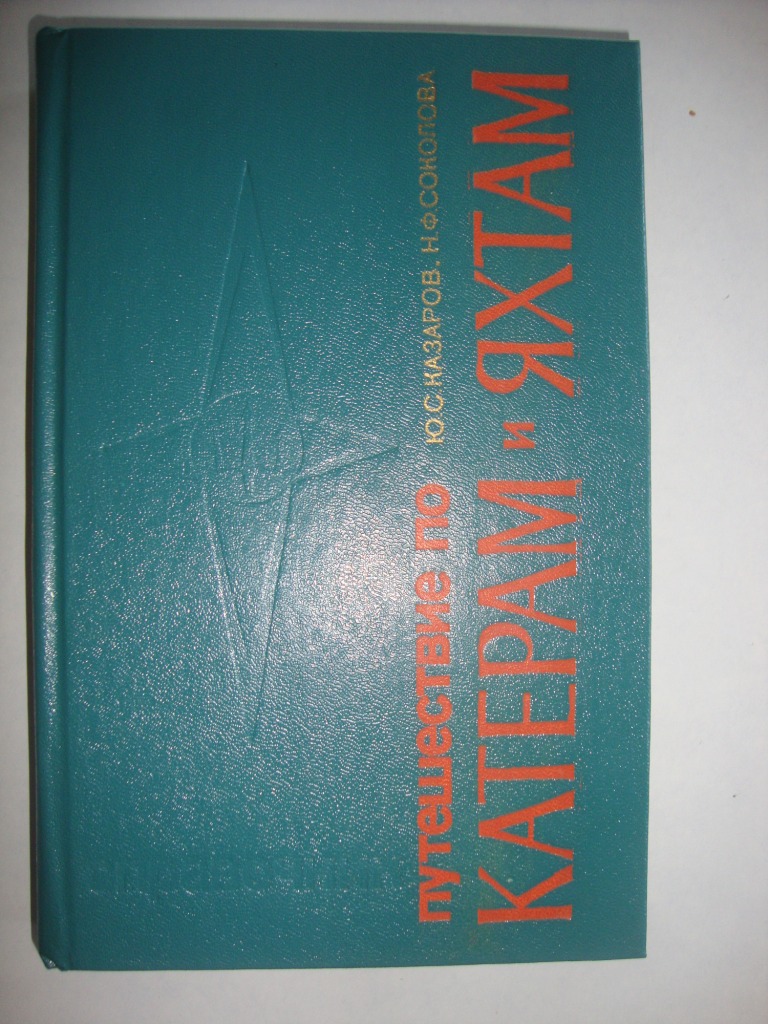 путешествие по Ю.С.КАЗАРОВ, Н.Ф.СОКОЛОВА
КАТЕРАМ и ЯХТАМ